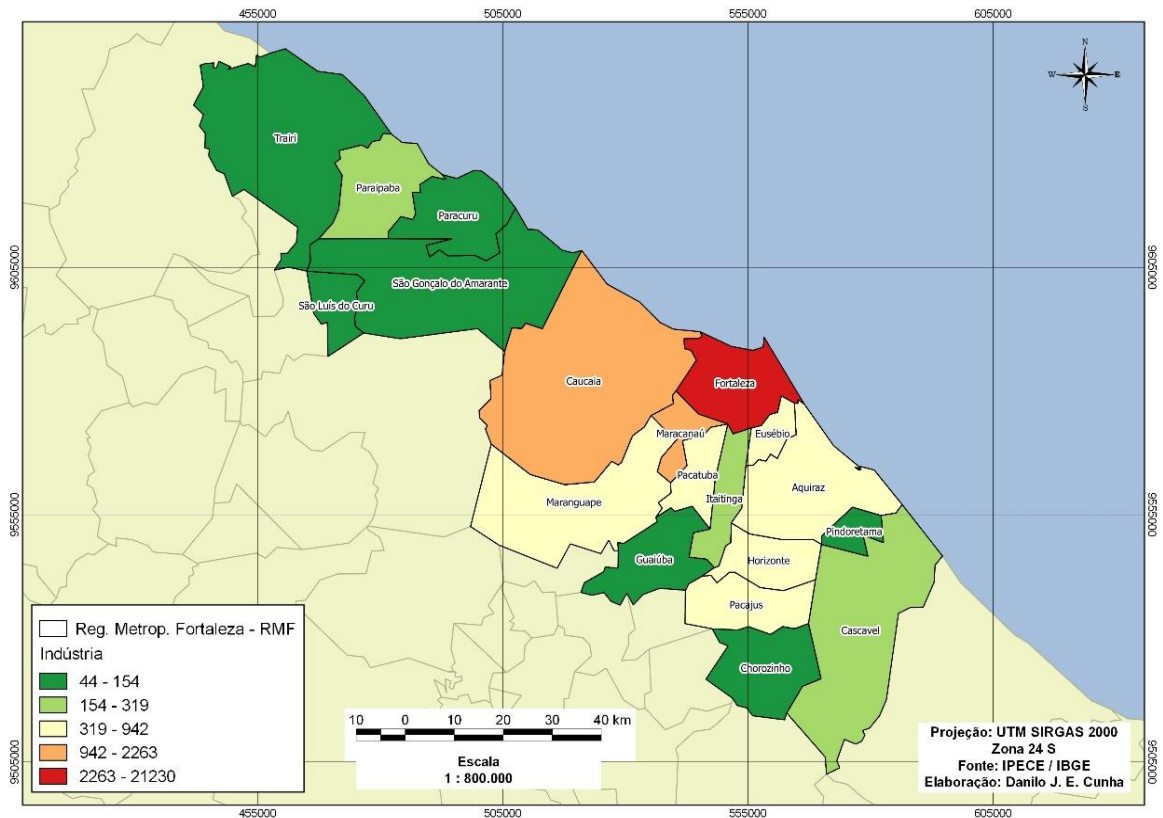 455000
505000
555000
605000
N
W
E
S
Trairi
Paraipaba
Paracuru
9605000
9605000
São Gonçalo do Amarante
São Luís do Curu
Caucaia
Fortaleza
Maracanaú
Eusébio
Pacatuba
Maranguape
Itaitinga
Aquiraz
9555000
9555000
Pindoretama
Guaiúba
Horizonte
Pacajus
Cascavel
Chorozinho
Reg. Metrop. Fortaleza - RMF
Indústria
44 - 154
154 - 319
319 - 942
942 - 2263
2263 - 21230
10 0 10 20 30 40 km
Escala
1 : 800.000
Projeção: UTM SIRGAS 2000
Zona 24 S
Fonte: IPECE / IBGE
Elaboração: Danilo J. E. Cunha
9505000
9505000
455000
505000
555000
605000